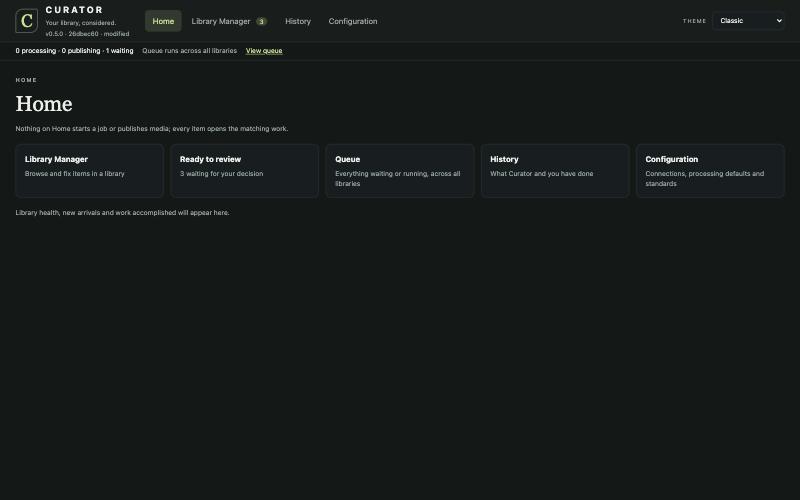 C
CURATOR
Your library, considered.
v0.5.0 · 26dbec60 · modified
Home
Library Manager 3
History
Configuration
THEME
Classic
0 processing · 0 publishing · 1 waiting
Queue runs across all libraries
View queue
HOME
Home
Nothing on Home starts a job or publishes media; every item opens the matching work.
Library Manager
Browse and fix items in a library
Ready to review
3 waiting for your decision
Queue
Everything waiting or running, across all
libraries
History
What Curator and you have done
Configuration
Connections, processing defaults and
standards
Library health, new arrivals and work accomplished will appear here.